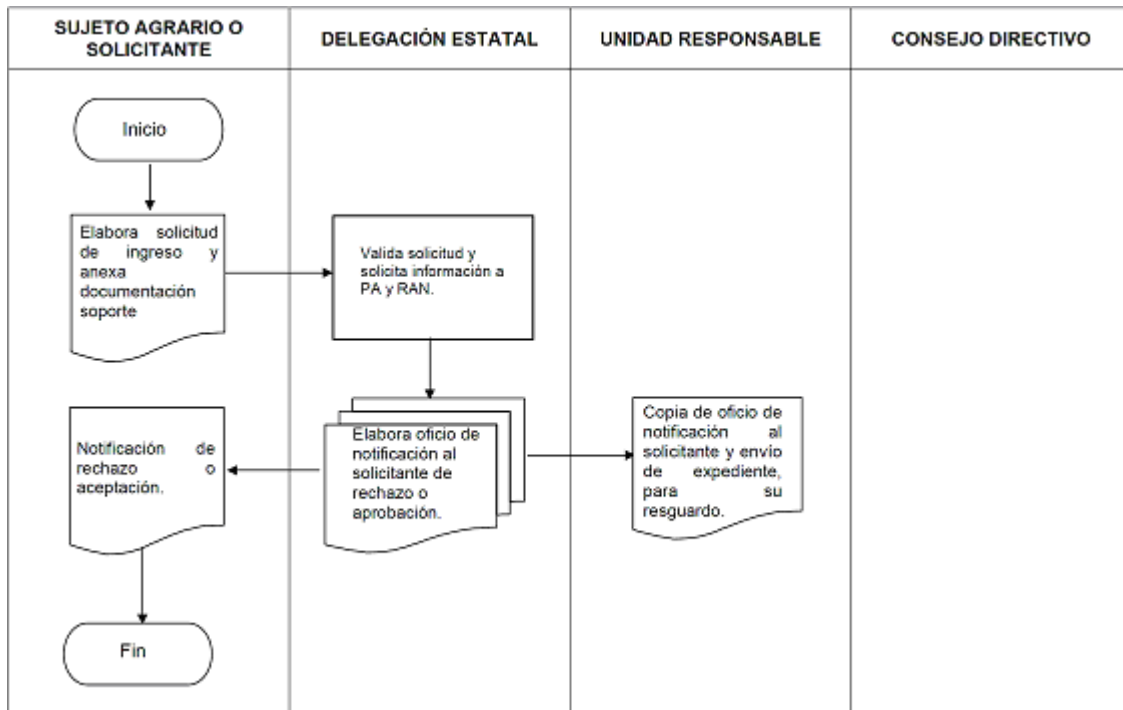 SUJETO AGRARIO O
SOLICITANTE
DELEGACIÓN ESTATAL
UNIDAD RESPONSABLE
CONSEJO DIRECTIVO
Inicio
Elabora solicitud
de ingreso y
anexa
documentación
soporte
Valida solicitud y
solicita información a
PA y RAN.
Notificación de
rechazo o
aceptación.
Elabora oficio de
notificación al
solicitante de
rechazo o
aprobación.
Copia de oficio de
notificación al
solicitante y envío
de expediente,
para su
resguardo.
Fin